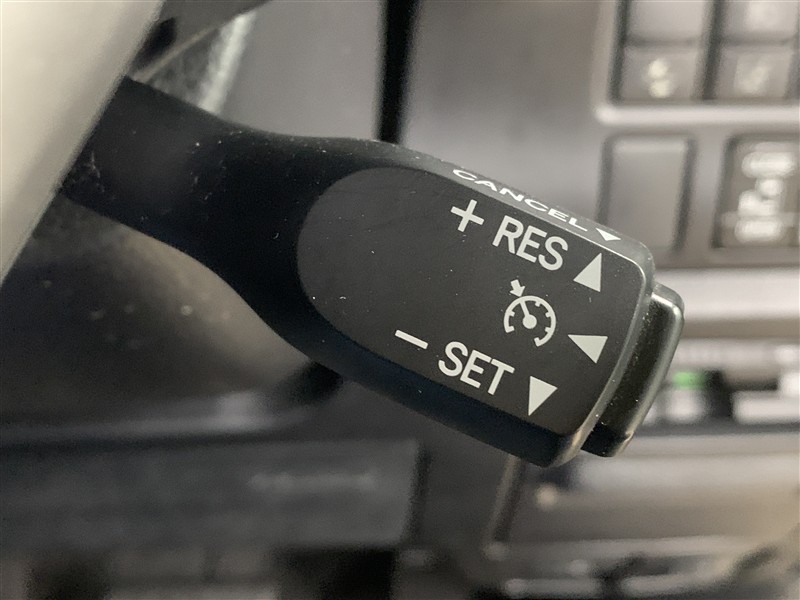 CANCEL ▼
+ RES ▲
◀
− SET ▼